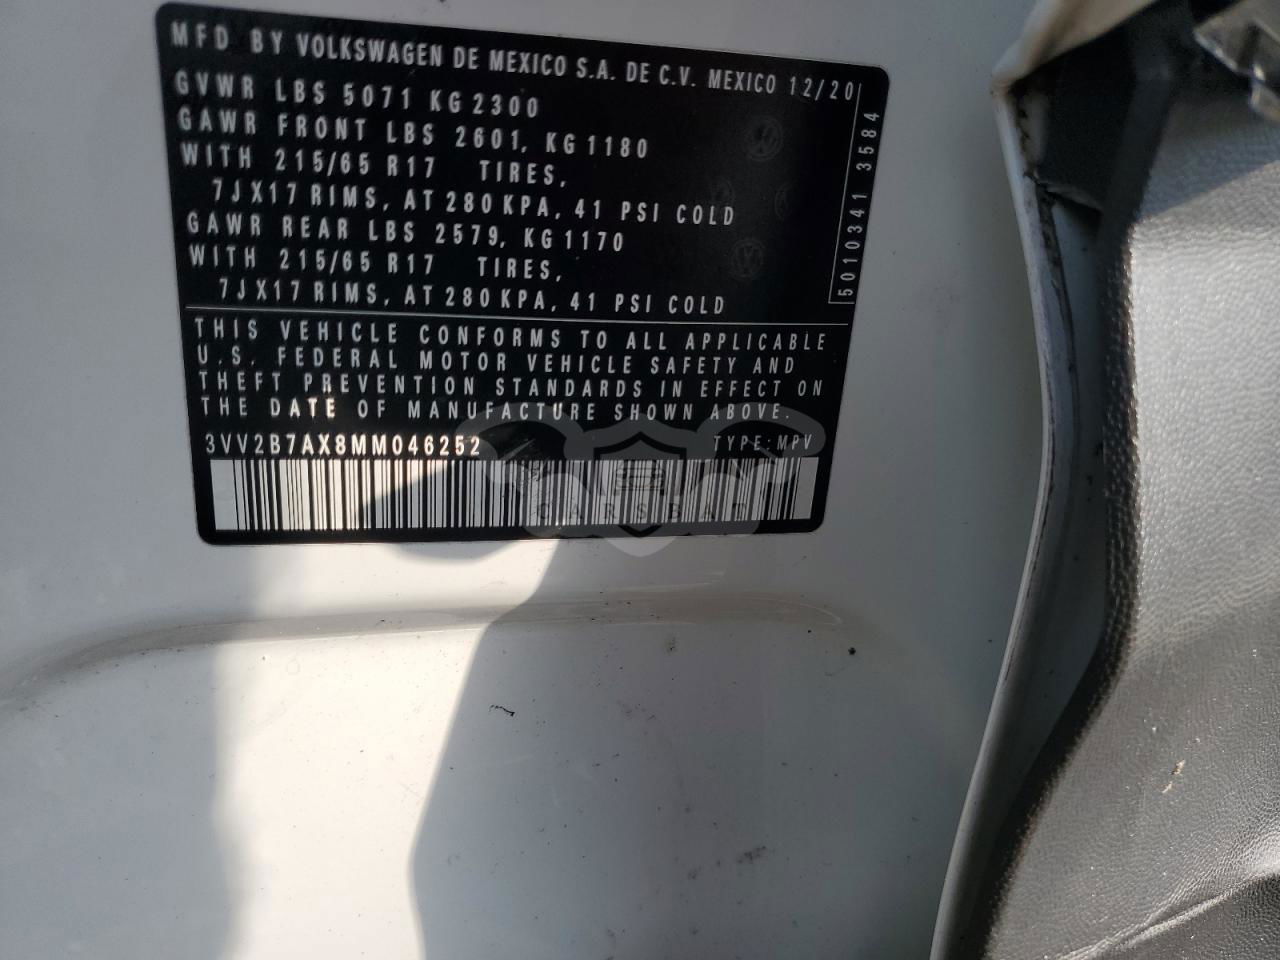 MFD BY VOLKSWAGEN DE MEXICO S.A. DE C.V. MEXICO 12/20
GVWR LBS 5071 KG 2300
GAWR FRONT LBS 2601, KG 1180
WITH 215/65 R17 TIRES,
7JX17 RIMS, AT 280 KPA, 41 PSI COLD
GAWR REAR LBS 2579, KG 1170
WITH 215/65 R17 TIRES,
7JX17 RIMS, AT 280 KPA, 41 PSI COLD
5010341 3584
THIS VEHICLE CONFORMS TO ALL APPLICABLE
U.S. FEDERAL MOTOR VEHICLE SAFETY AND
THEFT PREVENTION STANDARDS IN EFFECT ON
THE DATE OF MANUFACTURE SHOWN ABOVE.
3VV2B7AX8MM046252 TYPE: MPV
CARSBAT